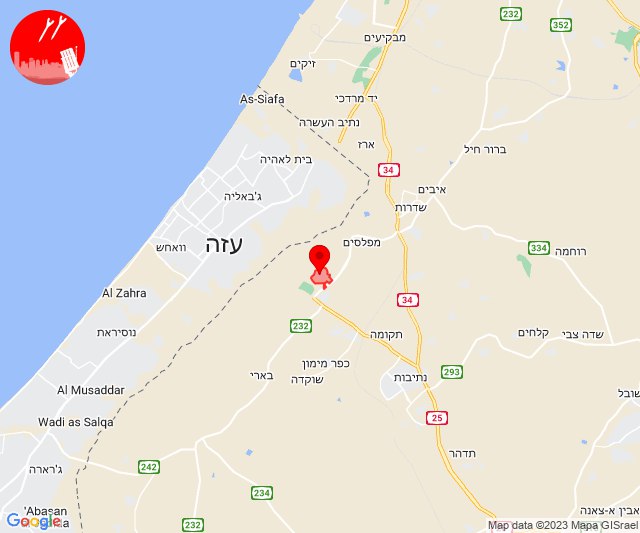 232
352
מבקיעים
זיקים
As-Siafa
יד מרדכי
נתיב העשרה
ארז
ברור חיל
בית לאהיה
34
ג'באליה
איבים
שדרות
עזה
וואחש
מפלסים
334
רוחמה
Al Zahra
34
נוסיראת
232
תקומה
שדה צבי
קלחים
כפר מימון
בארי
שוקדה
293
נתיבות
Al Musaddar
שובל
25
Wadi as Salqa
תדהר
ג'רארה
242
234
'Abasan
אבין א-צאנה
232
Google
Map data ©2023 Mapa GISrael